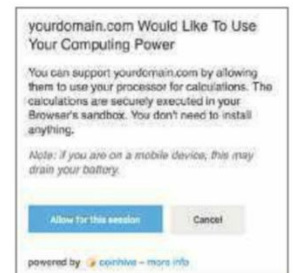 yourdomain.com Would Like To Use
Your Computing Power
You can support yourdomain.com by allowing
them to use your processor for calculations. The
calculations are securely executed in your
Browser's sandbox. You don't need to install
anything.
Note: if you are on a mobile device, this may
drain your battery.
Allow for this session
Cancel
powered by coinhive – more info